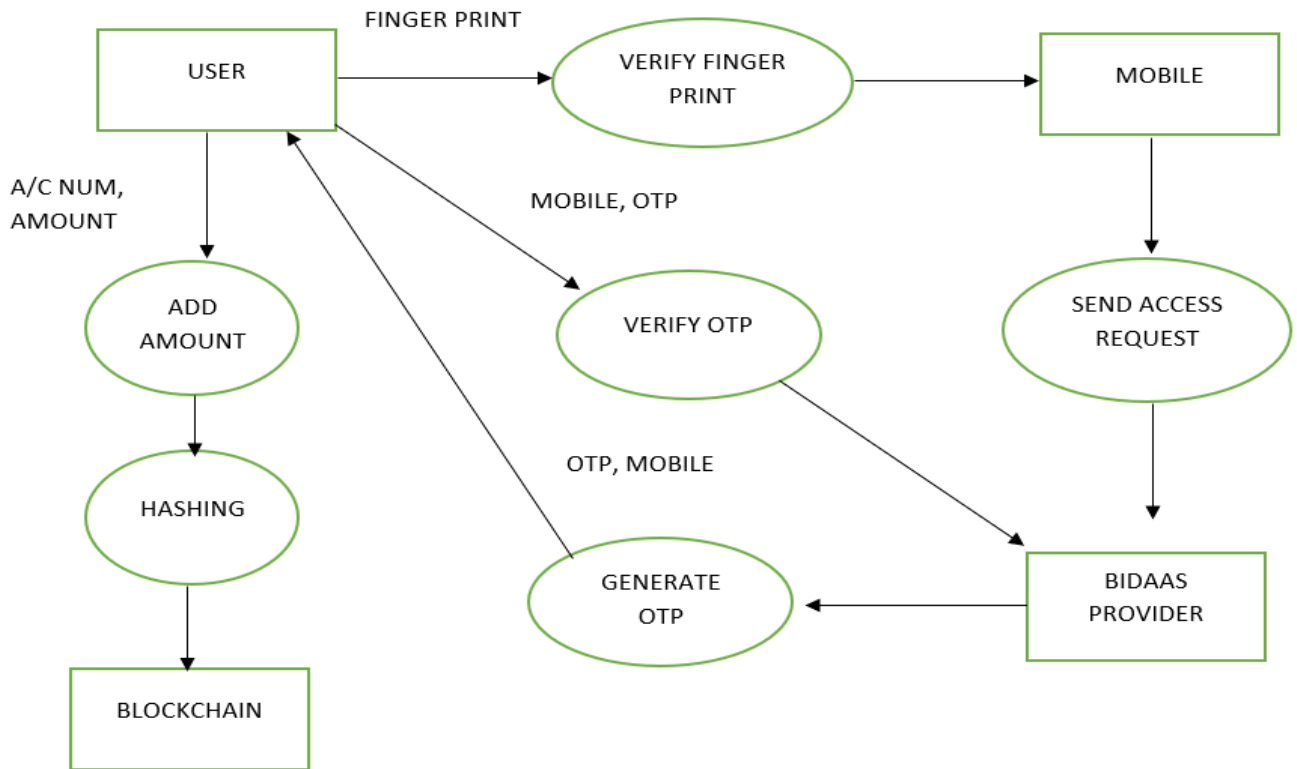 FINGER PRINT
USER
VERIFY FINGER
PRINT
MOBILE
A/C NUM,
AMOUNT
MOBILE, OTP
ADD
AMOUNT
VERIFY OTP
SEND ACCESS
REQUEST
OTP, MOBILE
HASHING
GENERATE
OTP
BIDAAS
PROVIDER
BLOCKCHAIN